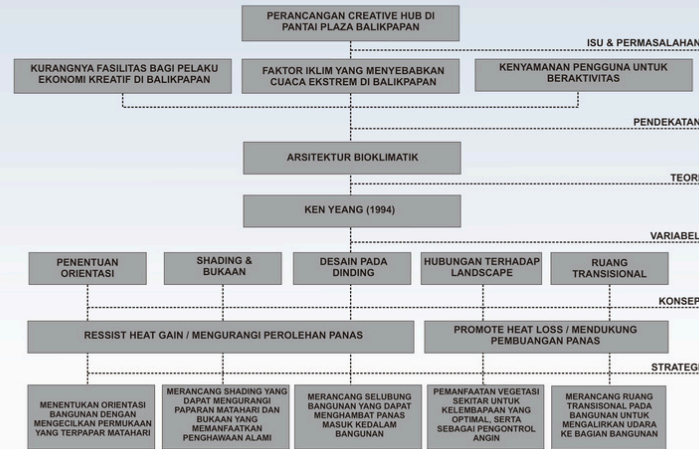 PERANCANGAN CREATIVE HUB DI
PANTAI PLAZA BALIKPAPAN
ISU & PERMASALAHAN
KURANGNYA FASILITAS BAGI PELAKU
EKONOMI KREATIF DI BALIKPAPAN
FAKTOR IKLIM YANG MENYEBABKAN
CUACA EKSTREM DI BALIKPAPAN
KENYAMANAN PENGGUNA UNTUK
BERAKTIVITAS
PENDEKATAN
ARSITEKTUR BIOKLIMATIK
TEORI
KEN YEANG (1994)
VARIABEL
PENENTUAN
ORIENTASI
SHADING &
BUKAAN
DESAIN PADA
DINDING
HUBUNGAN TERHADAP
LANDSCAPE
RUANG
TRANSISIONAL
KONSEP
RESSIST HEAT GAIN / MENGURANGI PEROLEHAN PANAS
PROMOTE HEAT LOSS / MENDUKUNG
PEMBUANGAN PANAS
STRATEGI
MENENTUKAN ORIENTASI
BANGUNAN DENGAN
MENGECILKAN PERMUKAAN
YANG TERPAPAR MATAHARI
MERANCANG SHADING YANG
DAPAT MENGURANGI
PAPARAN MATAHARI DAN
BUKAAN YANG
MEMANFAATKAN
PENGHAWAAN ALAMI
MERANCANG SELUBUNG
BANGUNAN YANG DAPAT
MENGHAMBAT PANAS
MASUK KEDALAM
BANGUNAN
PEMANFAATAN VEGETASI
SEKITAR UNTUK
KELEMBAPAAN YANG
OPTIMAL, SERTA
SEBAGAI PENGONTROL
ANGIN
MERANCANG RUANG
TRANSISONAL PADA
BANGUNAN UNTUK
MENGALIRKAN UDARA
KE BAGIAN BANGUNAN